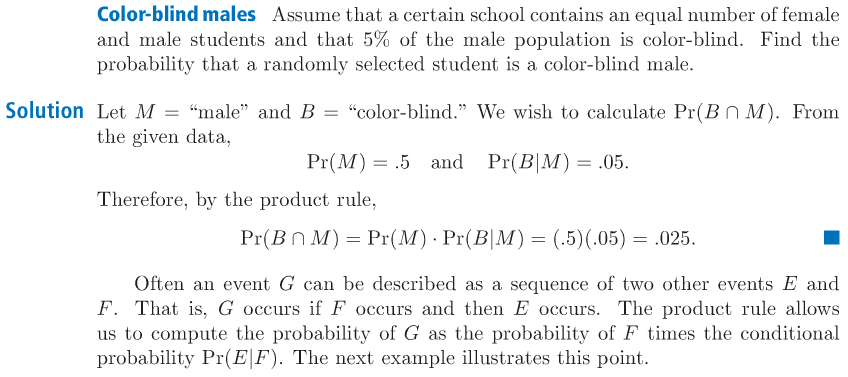 Color-blind males Assume that a certain school contains an equal number of female
and male students and that 5% of the male population is color-blind. Find the
probability that a randomly selected student is a color-blind male.
Solution Let M = “male” and B = “color-blind.” We wish to calculate Pr(B ∩ M). From
the given data,
Pr(M) = .5 and Pr(B|M) = .05.
Therefore, by the product rule,
Pr(B ∩ M) = Pr(M) · Pr(B|M) = (.5)(.05) = .025.
Often an event G can be described as a sequence of two other events E and
F. That is, G occurs if F occurs and then E occurs. The product rule allows
us to compute the probability of G as the probability of F times the conditional
probability Pr(E|F). The next example illustrates this point.